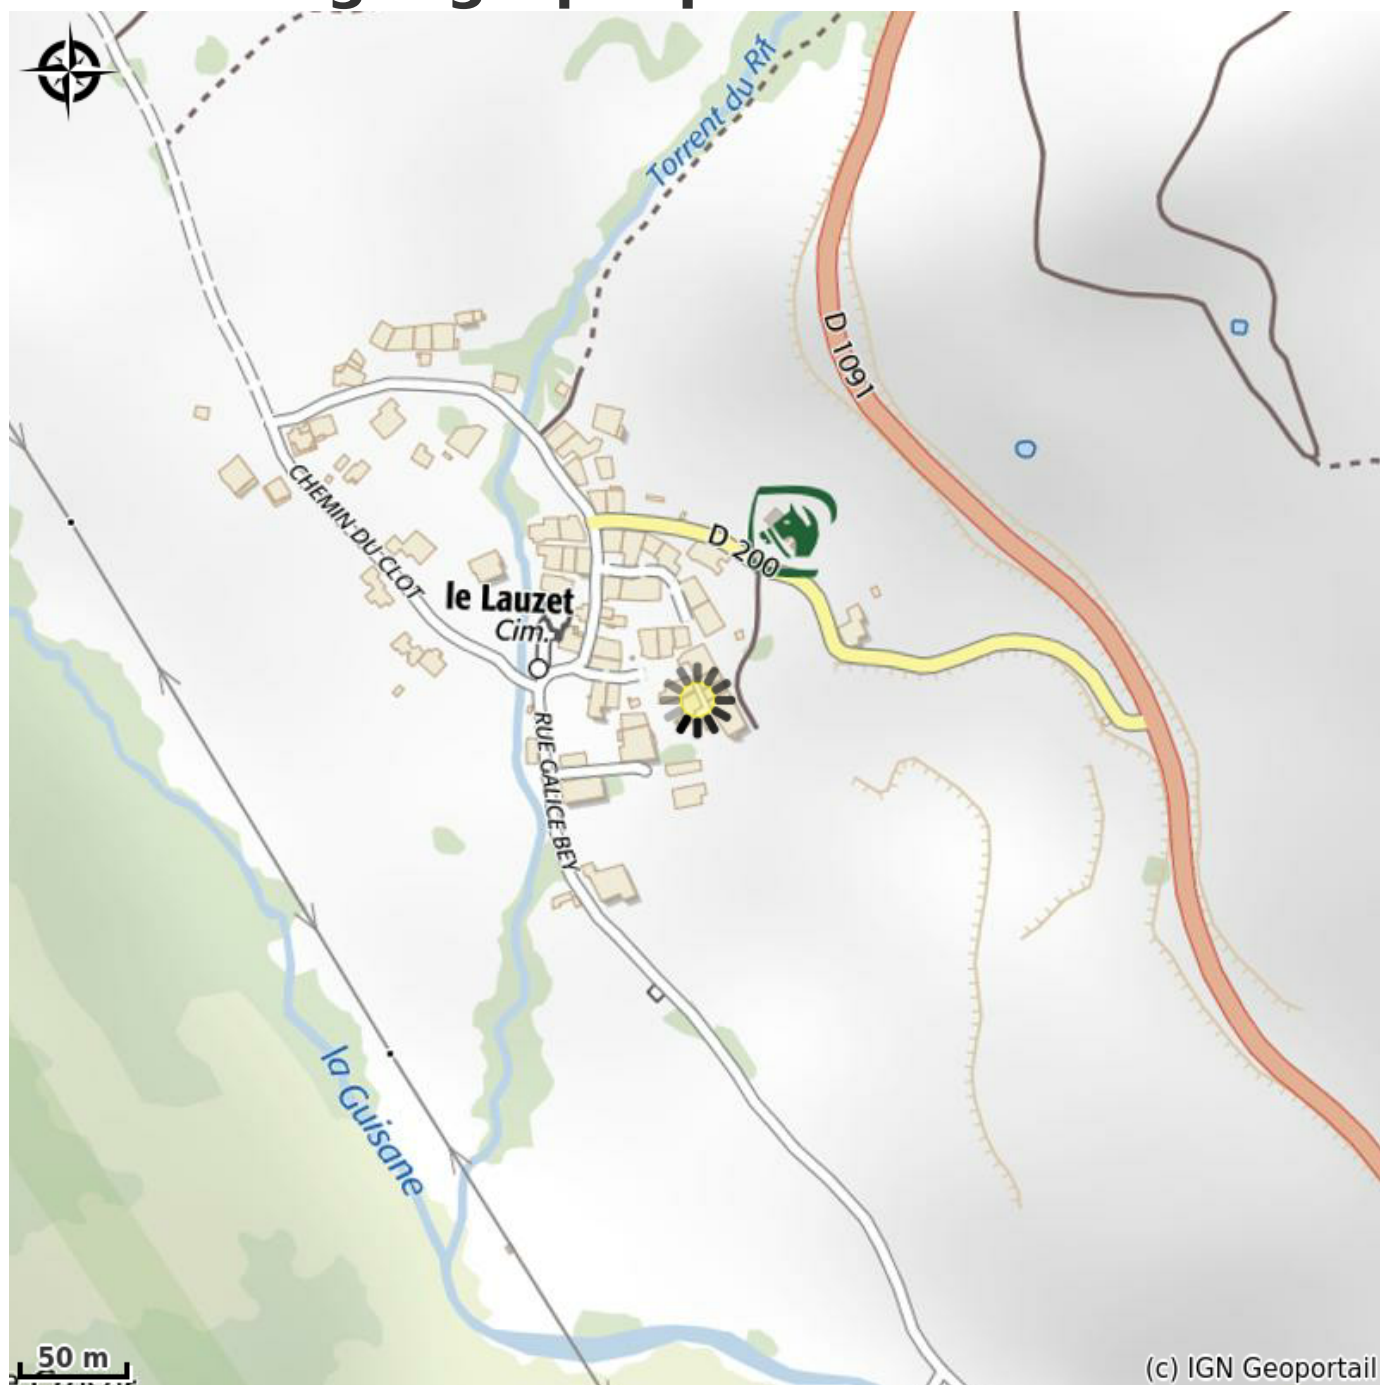 Torrent du Rif
D 1091
CHEMIN DU CLOT
D 200
le Lauzet
Cim.
RUE GALICE BEY
la Guisane
50 m
(c) IGN Geoportail